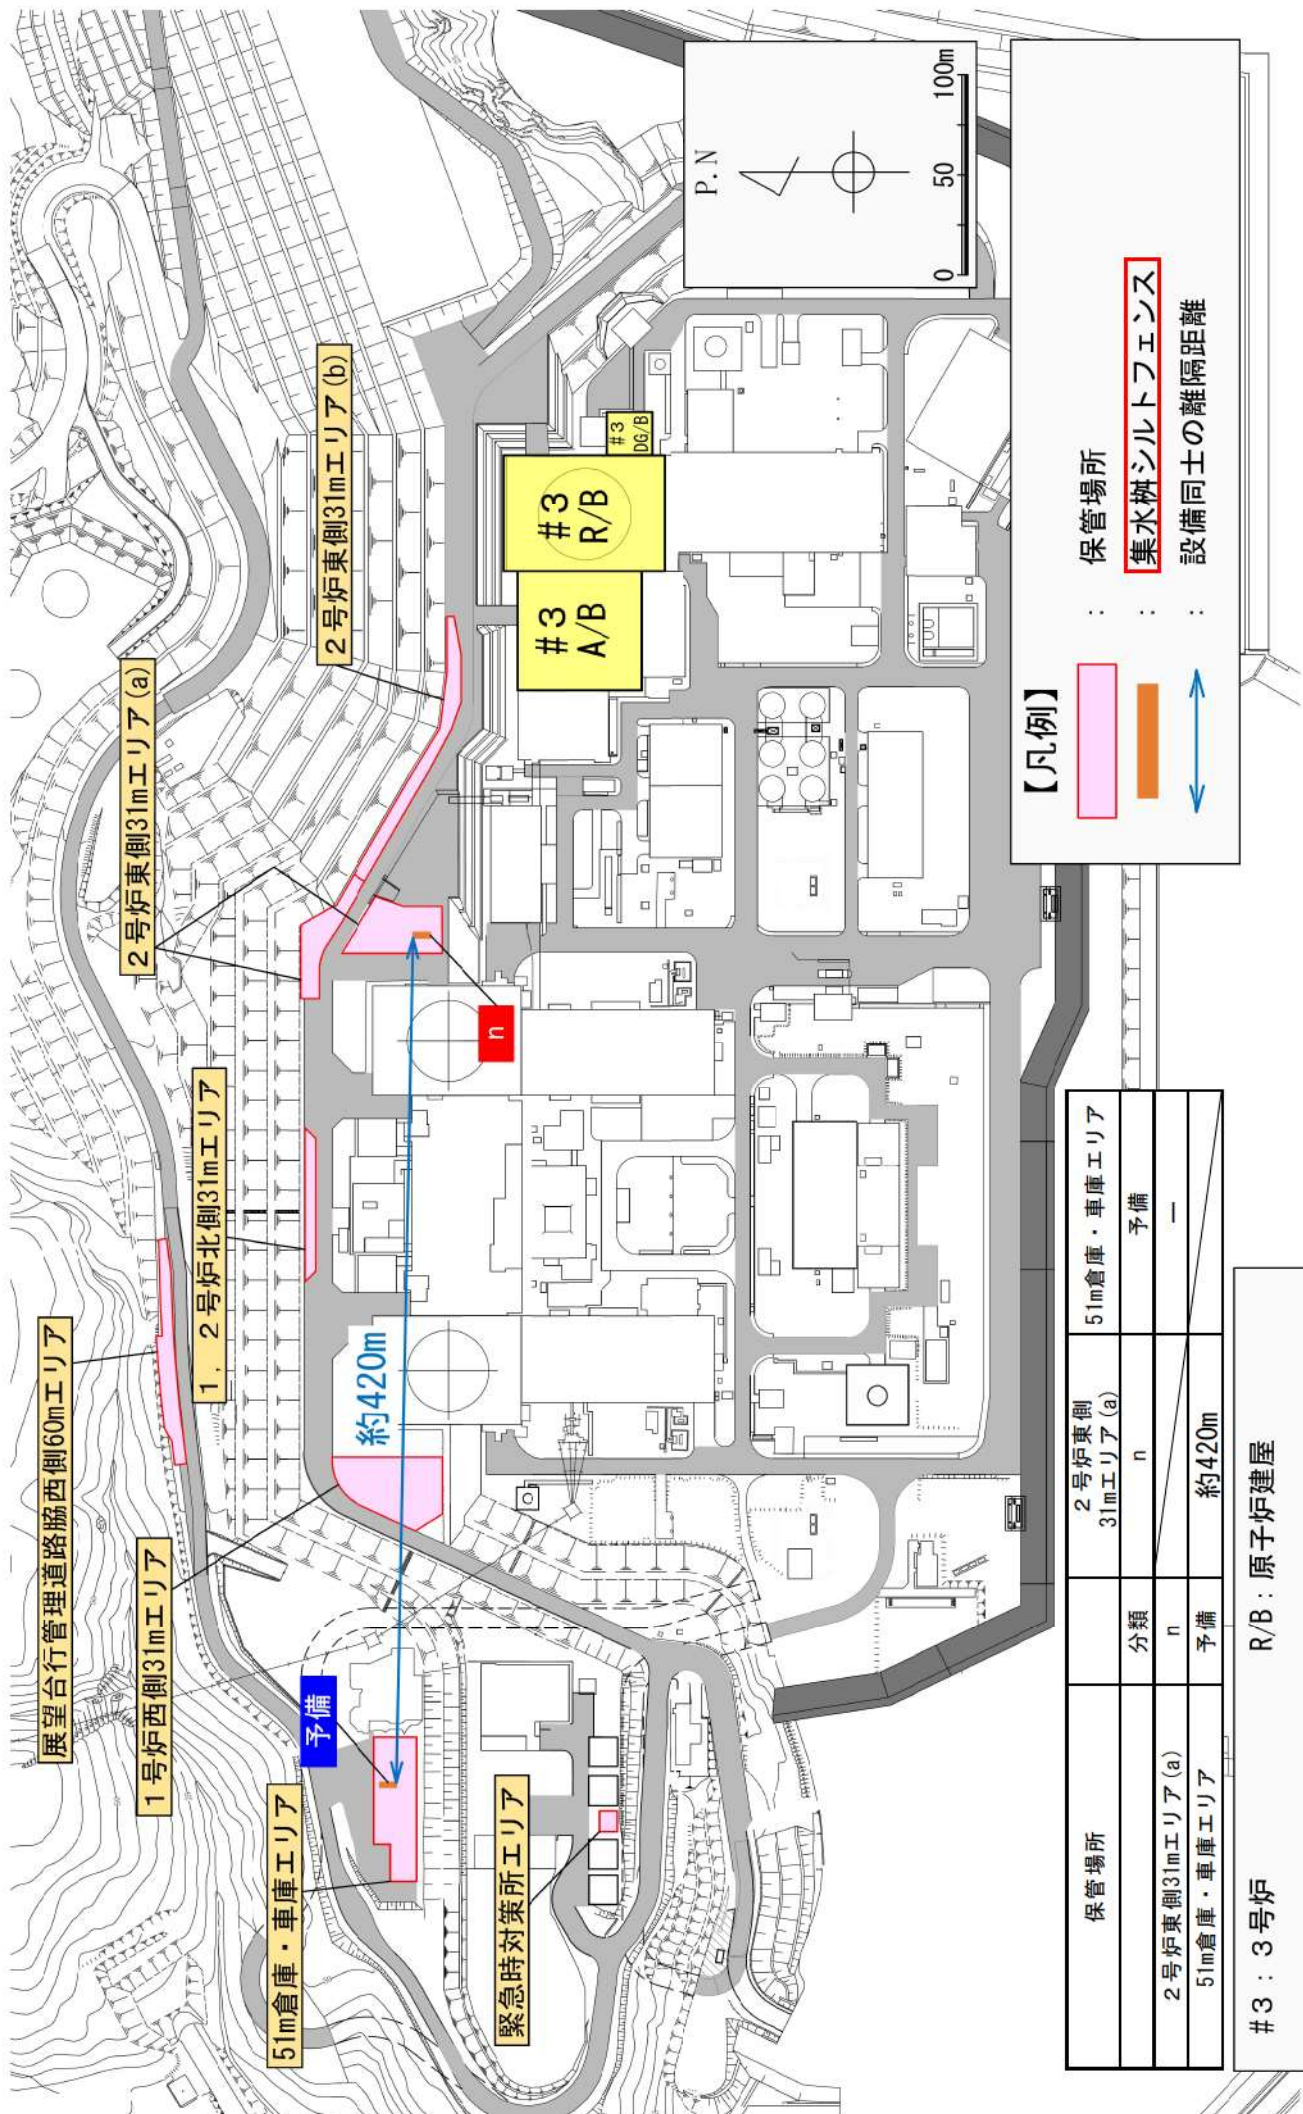 展望台行管理道路脇西側60mエリア
1号炉西側31mエリア
1，2号炉北側31mエリア
2号炉東側31mエリア(a)
2号炉東側31mエリア(b)
51m倉庫・車庫エリア
緊急時対策所エリア
予備
約420m
n
#3
A/B
#3
R/B
#3
DG/B
P.N
0 50 100m
【凡例】
： 保管場所
： 集水桝シルトフェンス
： 設備同士の離隔距離
保管場所 分類 2号炉東側 31mエリア(a) 51m倉庫・車庫エリア
n 予備
2号炉東側31mエリア(a) n －
51m倉庫・車庫エリア 予備 約420m
#3：3号炉 R/B：原子炉建屋